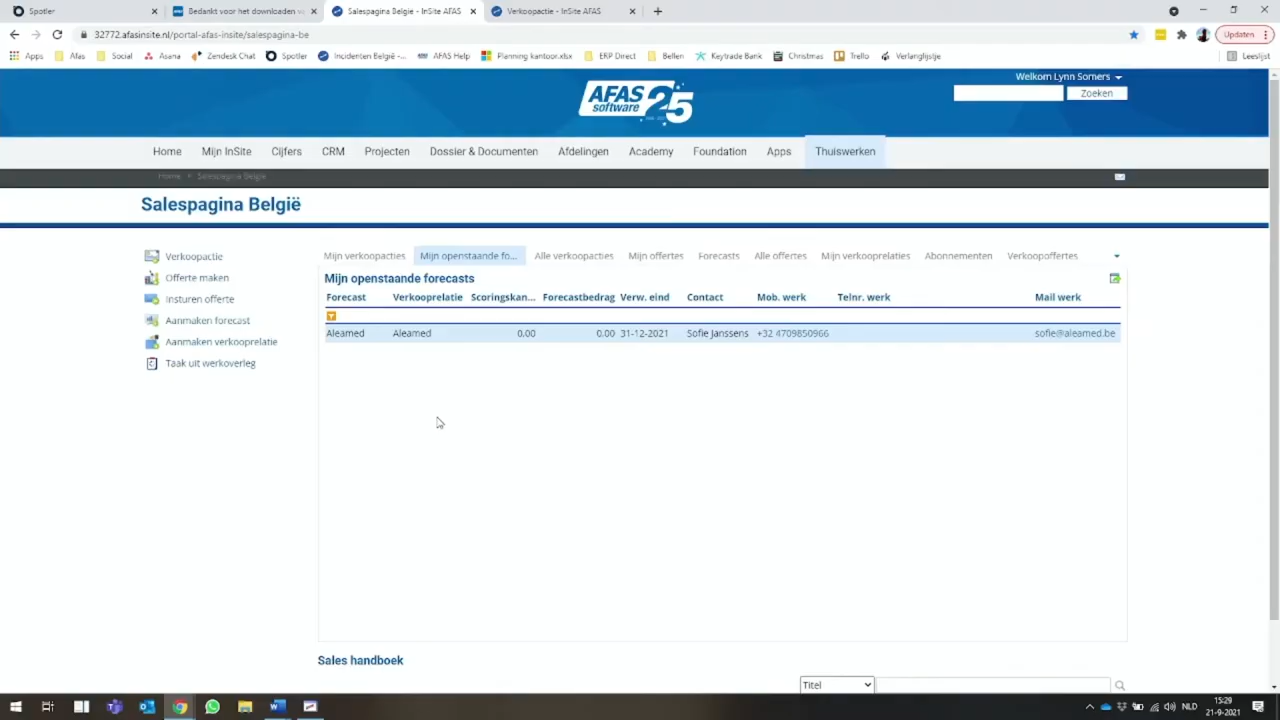 Spotler
Bedankt voor het downloaden v
Salespagina België - InSite AFAS
Verkoopactie - InSite AFAS
32772.afasinsite.nl/portal-afas-insite/salespagina-be
Updaten
Apps
Afas
Social
Asana
Zendesk Chat
Spotler
Incidenten België -...
AFAS Help
Planning kantoor.xlsx
ERP Direct
Bellen
Keytrade Bank
Christmas
Trello
Verlanglijstje
Leeslijst
AFAS software 25
Welkom Lynn Somers
Zoeken
Home
Mijn InSite
Cijfers
CRM
Projecten
Dossier & Documenten
Afdelingen
Academy
Foundation
Apps
Thuiswerken
Home > Salespagina België
Salespagina België
Verkoopactie
Offerte maken
Insturen offerte
Aanmaken forecast
Aanmaken verkooprelatie
Taak uit werkoverleg
Mijn verkoopacties
Mijn openstaande fo...
Alle verkoopacties
Mijn offertes
Forecasts
Alle offertes
Mijn verkooprelaties
Abonnementen
Verkoopoffertes
Mijn openstaande forecasts
Forecast Verkooprelatie Scoringskan... Forecastbedrag Verw. eind Contact Mob. werk Telnr. werk Mail werk
Aleamed Aleamed 0,00 0,00 31-12-2021 Sofie Janssens +32 4709850966 sofie@aleamed.be
Sales handboek
Titel
NLD
15:29
21-9-2021